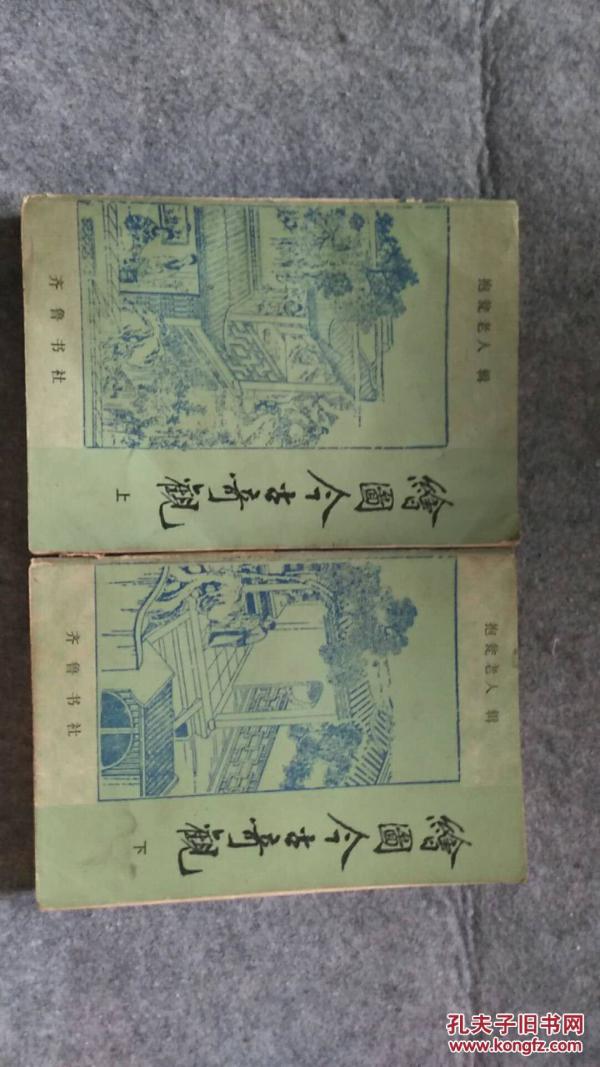 抱瓮老人 辑
繪圖今古奇觀
上
齐鲁书社
抱瓮老人 辑
繪圖今古奇觀
下
齐鲁书社
孔夫子旧书网
www.kongfz.com